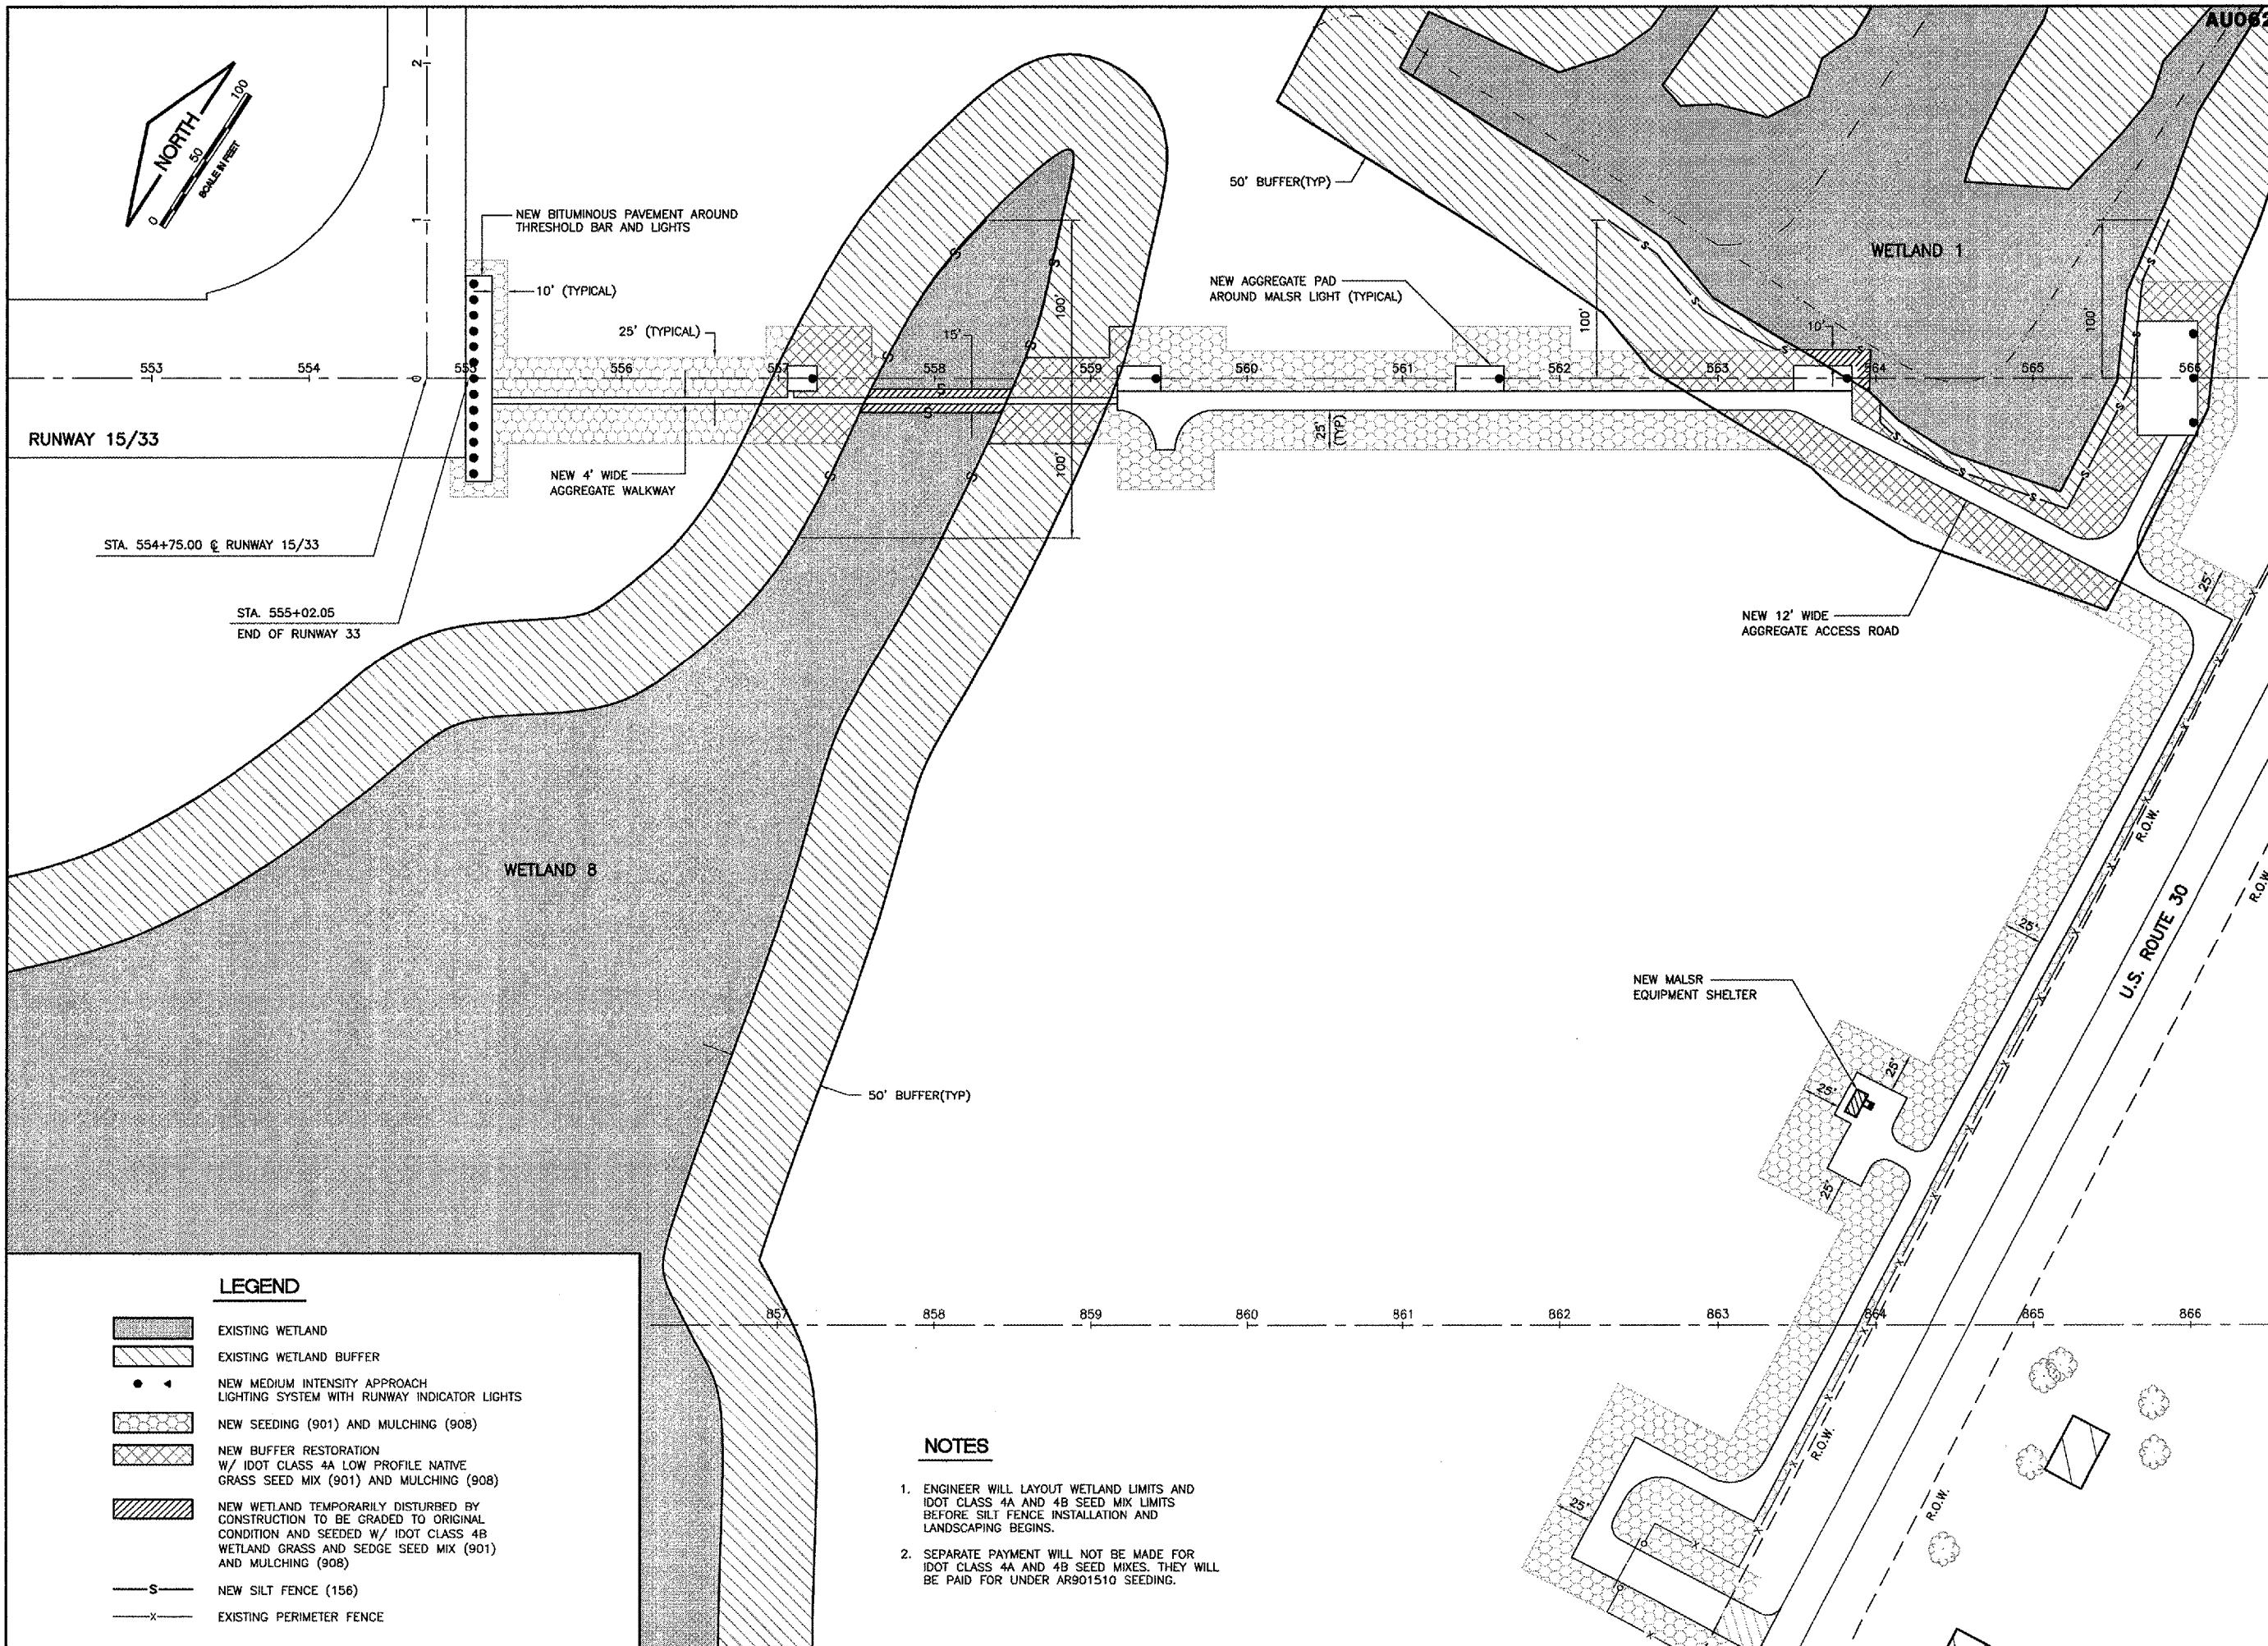 AU062
2
1
0
NORTH
0
50
100
SCALE IN FEET
NEW BITUMINOUS PAVEMENT AROUND
THRESHOLD BAR AND LIGHTS
10' (TYPICAL)
25' (TYPICAL)
15'
100'
100'
50' BUFFER(TYP)
NEW AGGREGATE PAD
AROUND MALSR LIGHT (TYPICAL)
100'
10'
WETLAND 1
100'
553
554
555
556
557
558
559
560
561
562
563
564
565
566
RUNWAY 15/33
NEW 4' WIDE
AGGREGATE WALKWAY
25'
(TYP)
STA. 554+75.00 ℄ RUNWAY 15/33
STA. 555+02.05
END OF RUNWAY 33
NEW 12' WIDE
AGGREGATE ACCESS ROAD
25'
WETLAND 8
R.O.W.
R.O.W.
U.S. ROUTE 30
25'
NEW MALSR
EQUIPMENT SHELTER
25'
25'
25'
50' BUFFER(TYP)
857
858
859
860
861
862
863
864
865
866
R.O.W.
R.O.W.
25'
LEGEND
EXISTING WETLAND
EXISTING WETLAND BUFFER
NEW MEDIUM INTENSITY APPROACH
LIGHTING SYSTEM WITH RUNWAY INDICATOR LIGHTS
NEW SEEDING (901) AND MULCHING (908)
NEW BUFFER RESTORATION
W/ IDOT CLASS 4A LOW PROFILE NATIVE
GRASS SEED MIX (901) AND MULCHING (908)
NEW WETLAND TEMPORARILY DISTURBED BY
CONSTRUCTION TO BE GRADED TO ORIGINAL
CONDITION AND SEEDED W/ IDOT CLASS 4B
WETLAND GRASS AND SEDGE SEED MIX (901)
AND MULCHING (908)
S NEW SILT FENCE (156)
X EXISTING PERIMETER FENCE
NOTES
1. ENGINEER WILL LAYOUT WETLAND LIMITS AND
IDOT CLASS 4A AND 4B SEED MIX LIMITS
BEFORE SILT FENCE INSTALLATION AND
LANDSCAPING BEGINS.
2. SEPARATE PAYMENT WILL NOT BE MADE FOR
IDOT CLASS 4A AND 4B SEED MIXES. THEY WILL
BE PAID FOR UNDER AR901510 SEEDING.